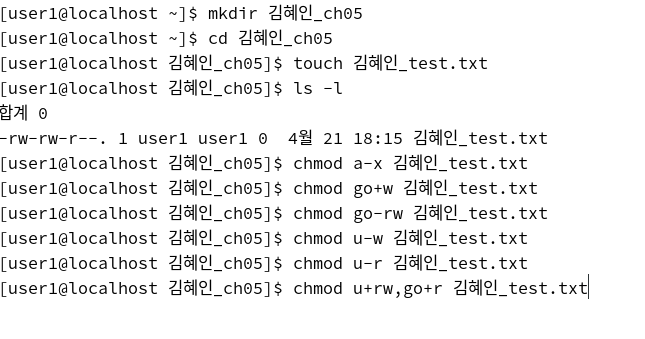 [user1@localhost ~]$ mkdir 김혜인_ch05
[user1@localhost ~]$ cd 김혜인_ch05
[user1@localhost 김혜인_ch05]$ touch 김혜인_test.txt
[user1@localhost 김혜인_ch05]$ ls -l
합계 0
-rw-rw-r--. 1 user1 user1 0  4월 21 18:15 김혜인_test.txt
[user1@localhost 김혜인_ch05]$ chmod a-x 김혜인_test.txt
[user1@localhost 김혜인_ch05]$ chmod go+w 김혜인_test.txt
[user1@localhost 김혜인_ch05]$ chmod go-rw 김혜인_test.txt
[user1@localhost 김혜인_ch05]$ chmod u-w 김혜인_test.txt
[user1@localhost 김혜인_ch05]$ chmod u-r 김혜인_test.txt
[user1@localhost 김혜인_ch05]$ chmod u+rw,go+r 김혜인_test.txt